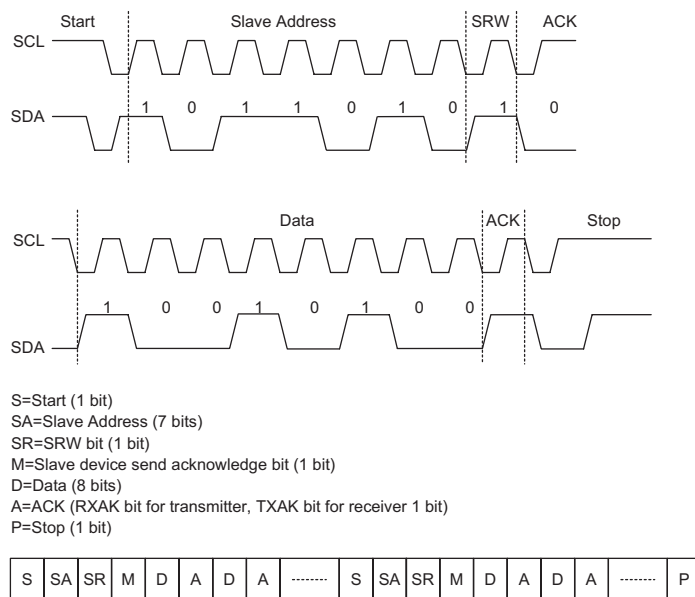 Start Slave Address SRW ACK
SCL
1 0 1 1 0 1 0 1 0
SDA
Data ACK Stop
SCL
1 0 0 1 0 1 0 0
SDA
S=Start (1 bit)
SA=Slave Address (7 bits)
SR=SRW bit (1 bit)
M=Slave device send acknowledge bit (1 bit)
D=Data (8 bits)
A=ACK (RXAK bit for transmitter, TXAK bit for receiver 1 bit)
P=Stop (1 bit)
S SA SR M D A D A ........ S SA SR M D A D A ........ P